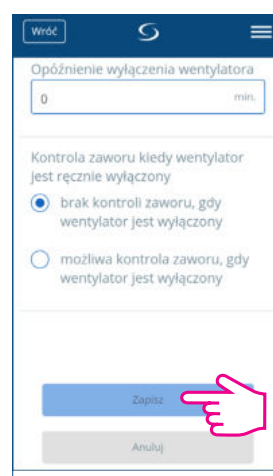 Wróć
Opóźnienie wyłączenia wentylatora
0 min.
Kontrola zaworu kiedy wentylator
jest ręcznie wyłączony
brak kontroli zaworu, gdy
wentylator jest wyłączony
możliwa kontrola zaworu, gdy
wentylator jest wyłączony
Zapisz
Anuluj